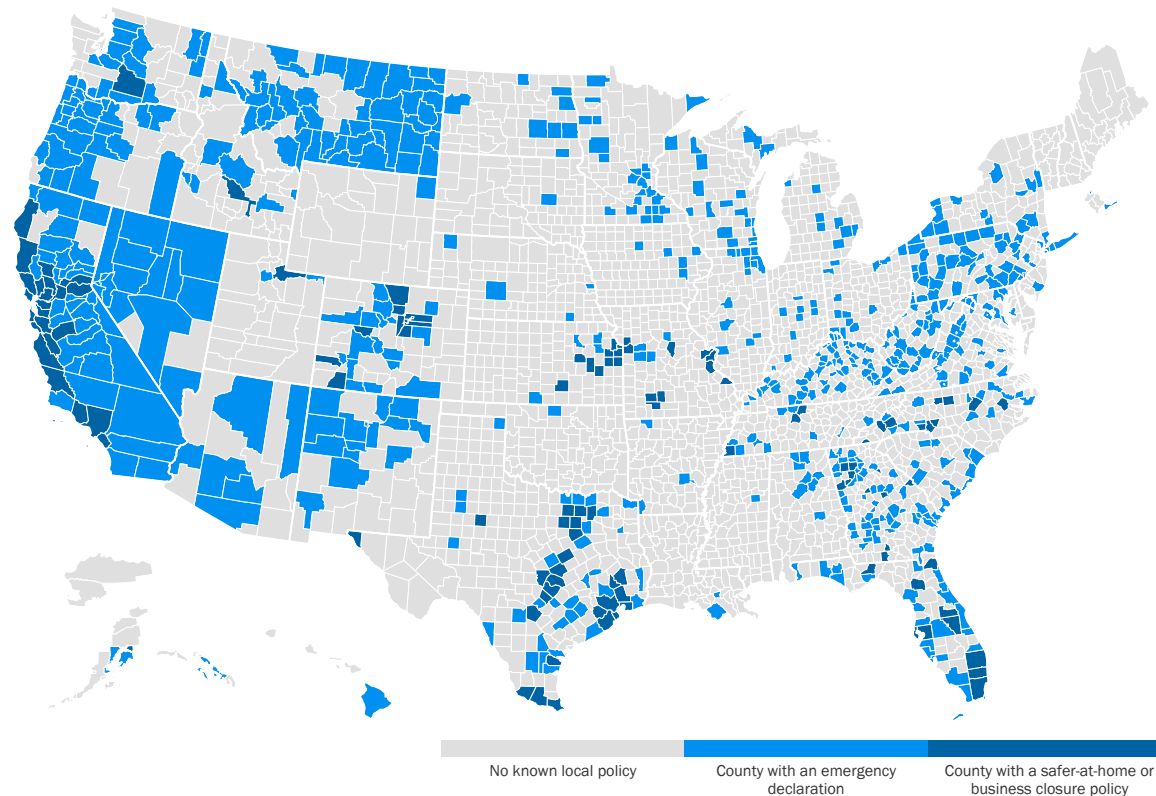 No known local policy
County with an emergency
declaration
County with a safer-at-home or
business closure policy